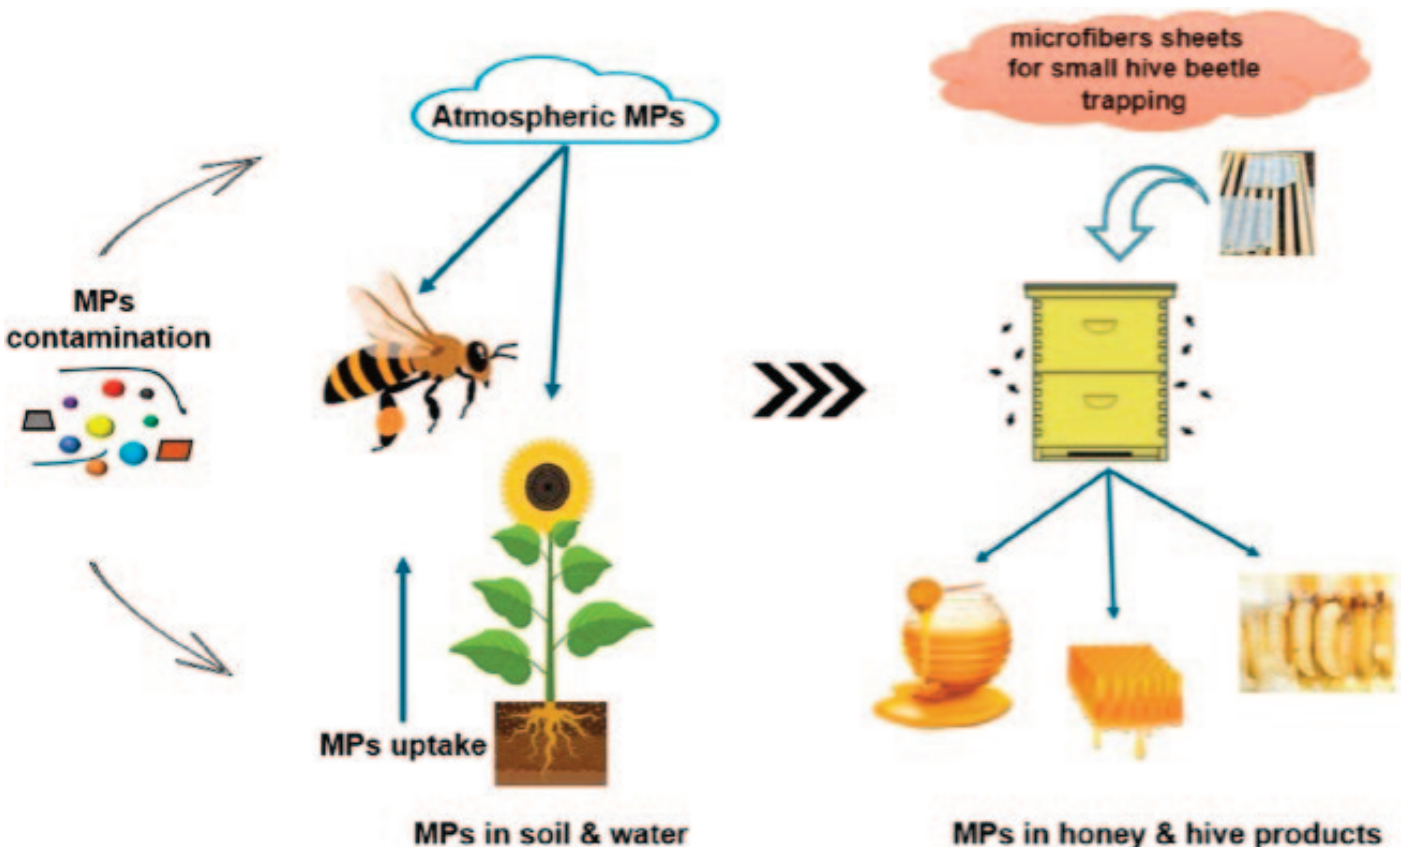 microfibers sheets
for small hive beetle
trapping
Atmospheric MPs
MPs
contamination
MPs uptake
MPs in soil & water
MPs in honey & hive products